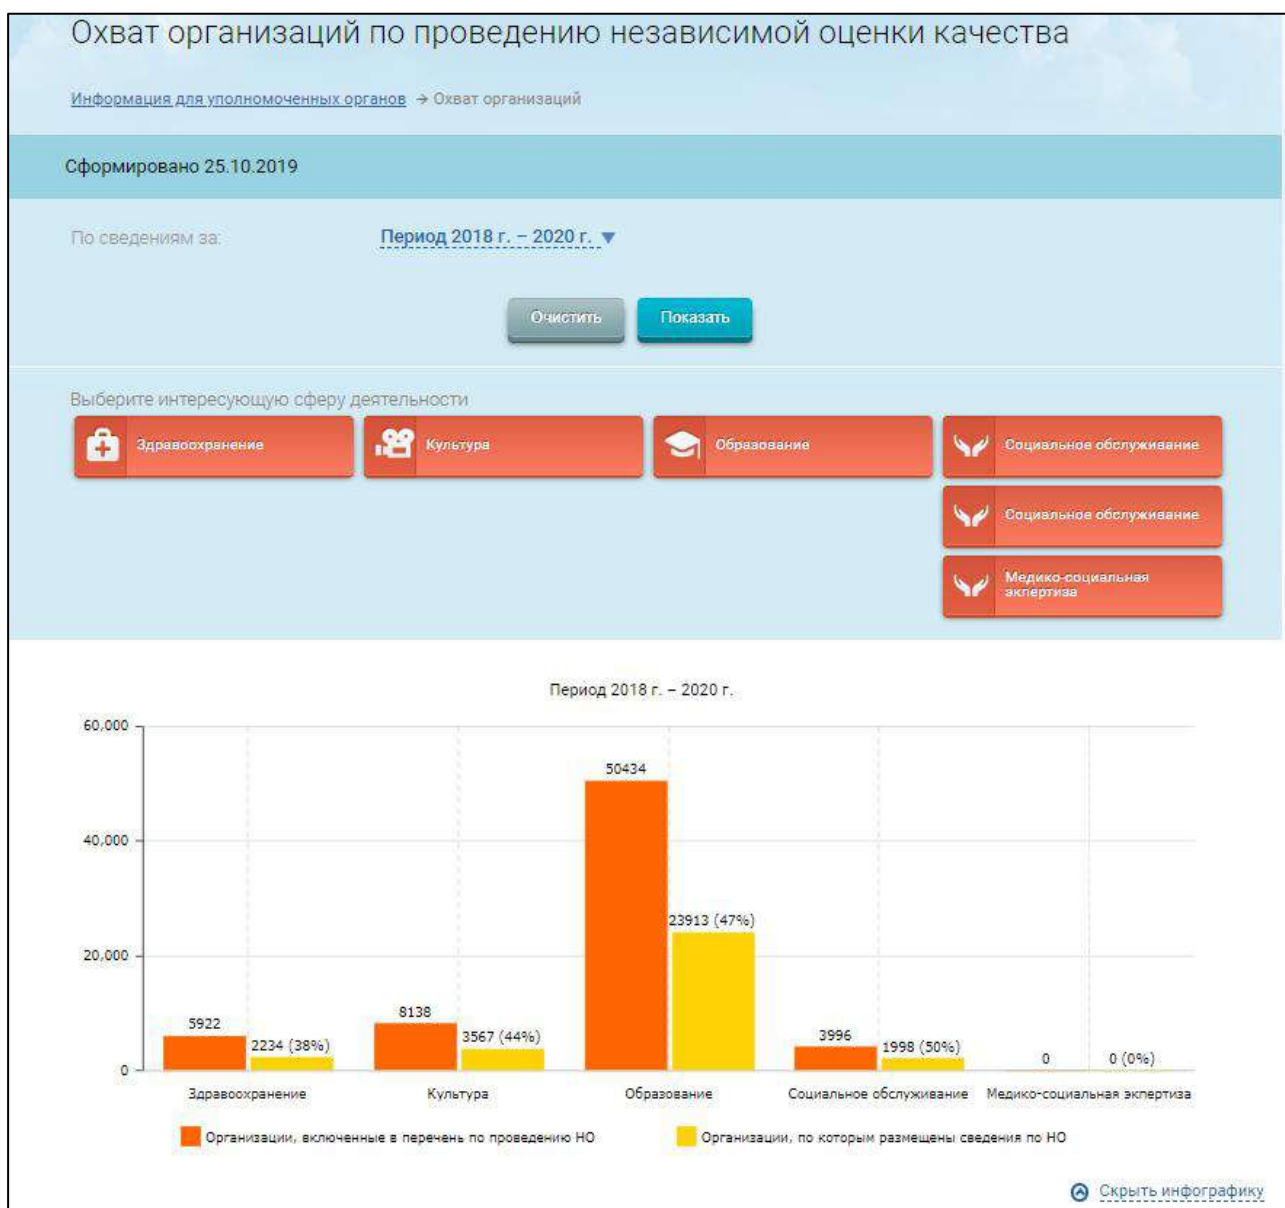 Охват организаций по проведению независимой оценки качества
Информация для уполномоченных органов → Охват организаций
Сформировано 25.10.2019
По сведениям за: Период 2018 г. – 2020 г.
Очистить Показать
Выберите интересующую сферу деятельности
Здравоохранение Культура Образование Социальное обслуживание
Социальное обслуживание
Медико-социальная
акпертиза
Период 2018 г. – 2020 г.
60,000
50434
40,000
23913 (47%)
20,000
5922 2234 (38%) 8138 3567 (44%) 3996 1998 (50%) 0 0 (0%)
0
Здравоохранение Культура Образование Социальное обслуживание Медико-социальная экпертиза
Организации, включенные в перечень по проведению НО Организации, по которым размещены сведения по НО
Скрыть инфографику